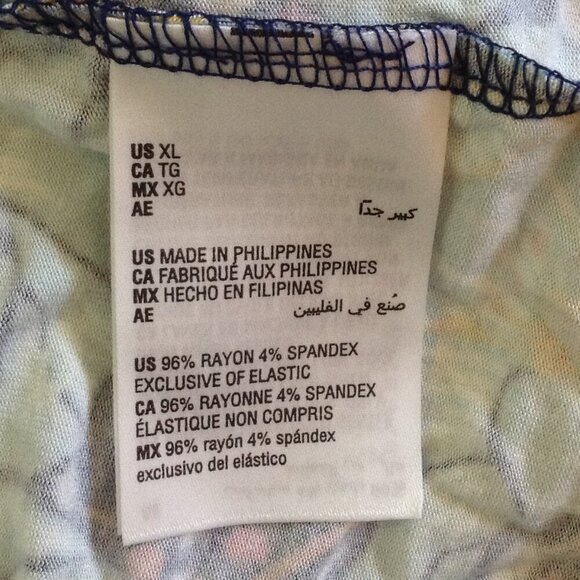 US XL
CA TG
MX XG
AE كبير جدًا
US MADE IN PHILIPPINES
CA FABRIQUÉ AUX PHILIPPINES
MX HECHO EN FILIPINAS
AE صُنع في الفليبين
US 96% RAYON 4% SPANDEX
EXCLUSIVE OF ELASTIC
CA 96% RAYONNE 4% SPANDEX
ÉLASTIQUE NON COMPRIS
MX 96% rayón 4% spándex
exclusivo del elástico